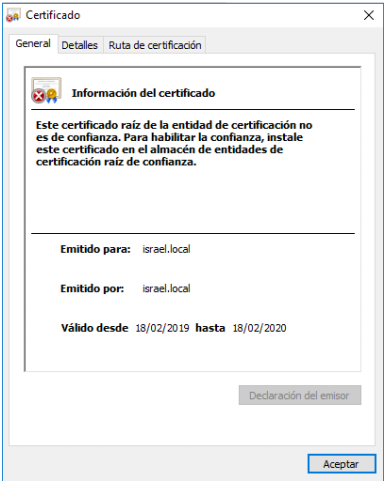 Certificado
General Detalles Ruta de certificación
Información del certificado
Este certificado raíz de la entidad de certificación no
es de confianza. Para habilitar la confianza, instale
este certificado en el almacén de entidades de
certificación raíz de confianza.
Emitido para: israel.local
Emitido por: israel.local
Válido desde 18/02/2019 hasta 18/02/2020
Declaración del emisor
Aceptar